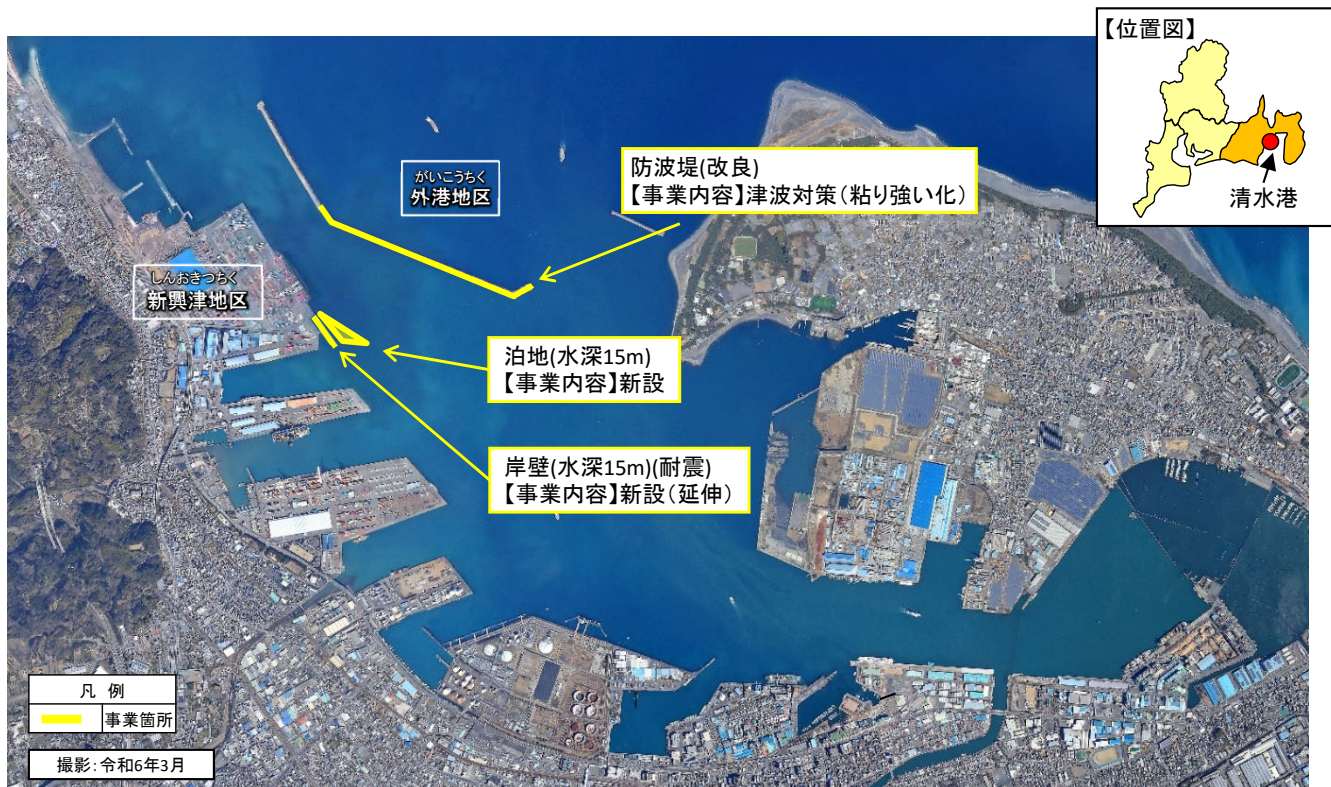 【位置図】
清水港
がいこうちく
外港地区
防波堤(改良)
【事業内容】津波対策(粘り強い化)
しんおきつちく
新興津地区
泊地(水深15m)
【事業内容】新設
岸壁(水深15m)(耐震)
【事業内容】新設(延伸)
凡 例
事業箇所
撮影:令和6年3月